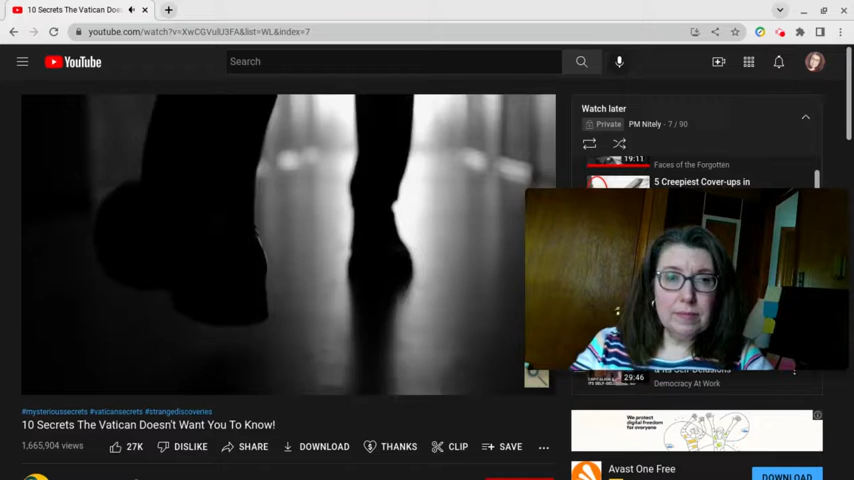 10 Secrets The Vatican Does
youtube.com/watch?v=XwCGVulU3FA&list=WL&index=7
YouTube
Search
Watch later
Private PM Nitely - 7 / 90
19:11
Faces of the Forgotten
5 Creepiest Cover-ups in
29:46
Democracy At Work
#mysterioussecrets #vaticansecrets #strangediscoveries
10 Secrets The Vatican Doesn't Want You To Know!
1,665,904 views
27K
DISLIKE
SHARE
DOWNLOAD
THANKS
CLIP
SAVE
We protect
digital freedom
for everyone
Avast One Free
DOWNLOAD